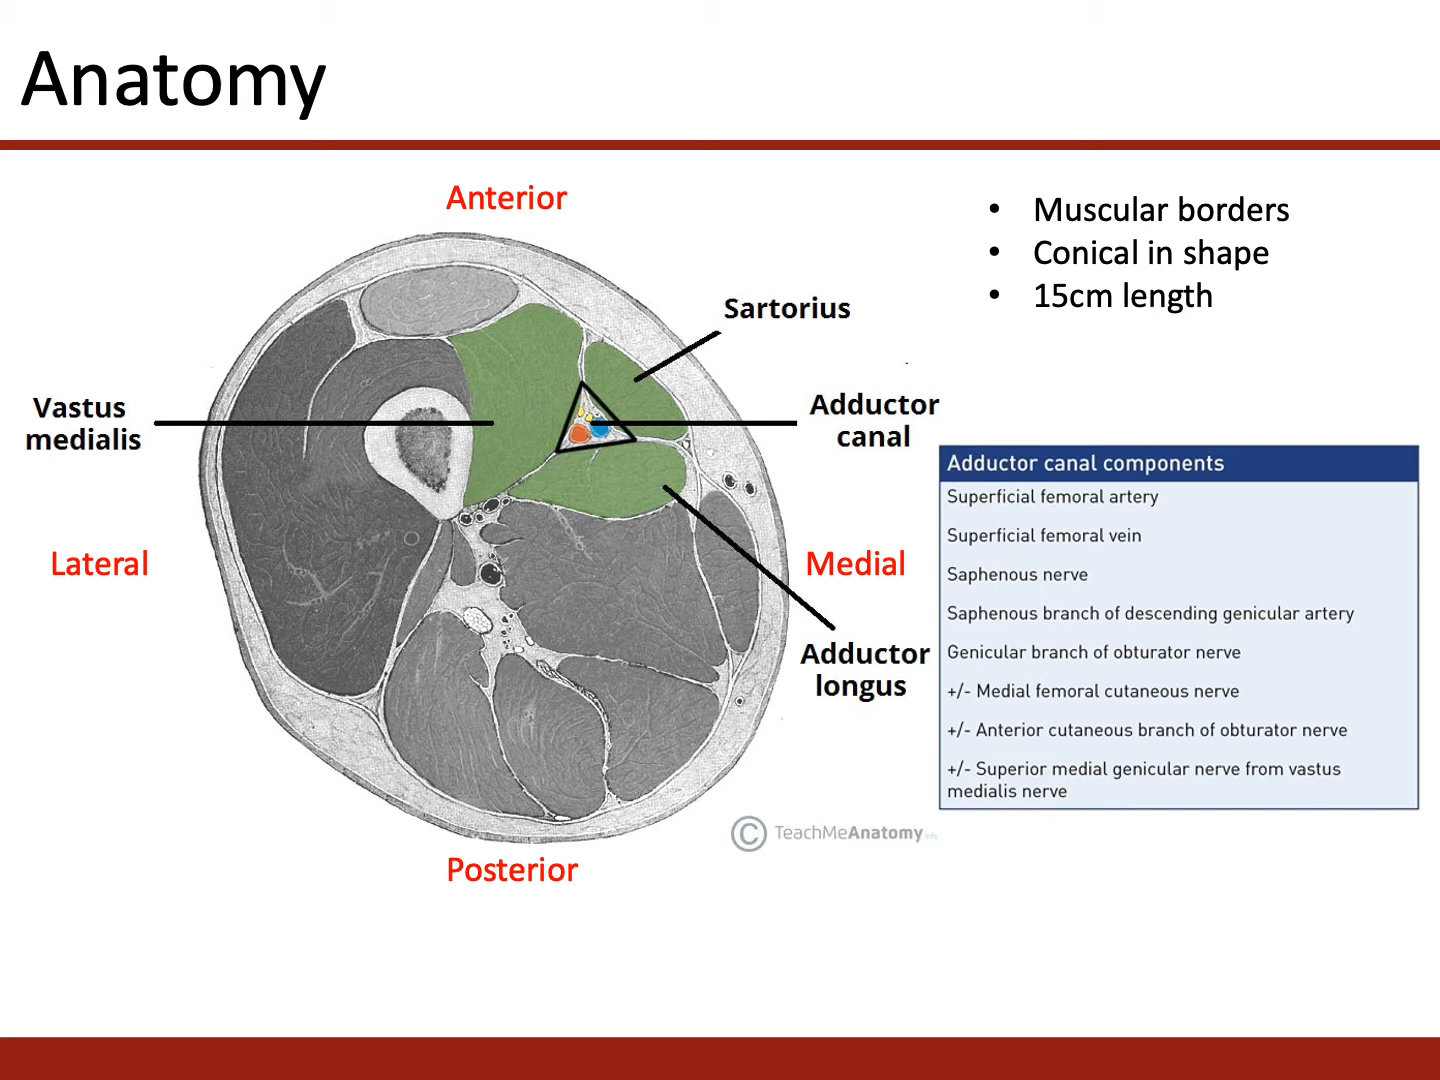 Anatomy
Anterior
• Muscular borders
• Conical in shape
• 15cm length
Sartorius
Vastus
medialis
Adductor
canal
Lateral
Medial
Adductor
longus
Posterior
Adductor canal components
Superficial femoral artery
Superficial femoral vein
Saphenous nerve
Saphenous branch of descending genicular artery
Genicular branch of obturator nerve
+/- Medial femoral cutaneous nerve
+/- Anterior cutaneous branch of obturator nerve
+/- Superior medial genicular nerve from vastus
medialis nerve
© TeachMeAnatomy